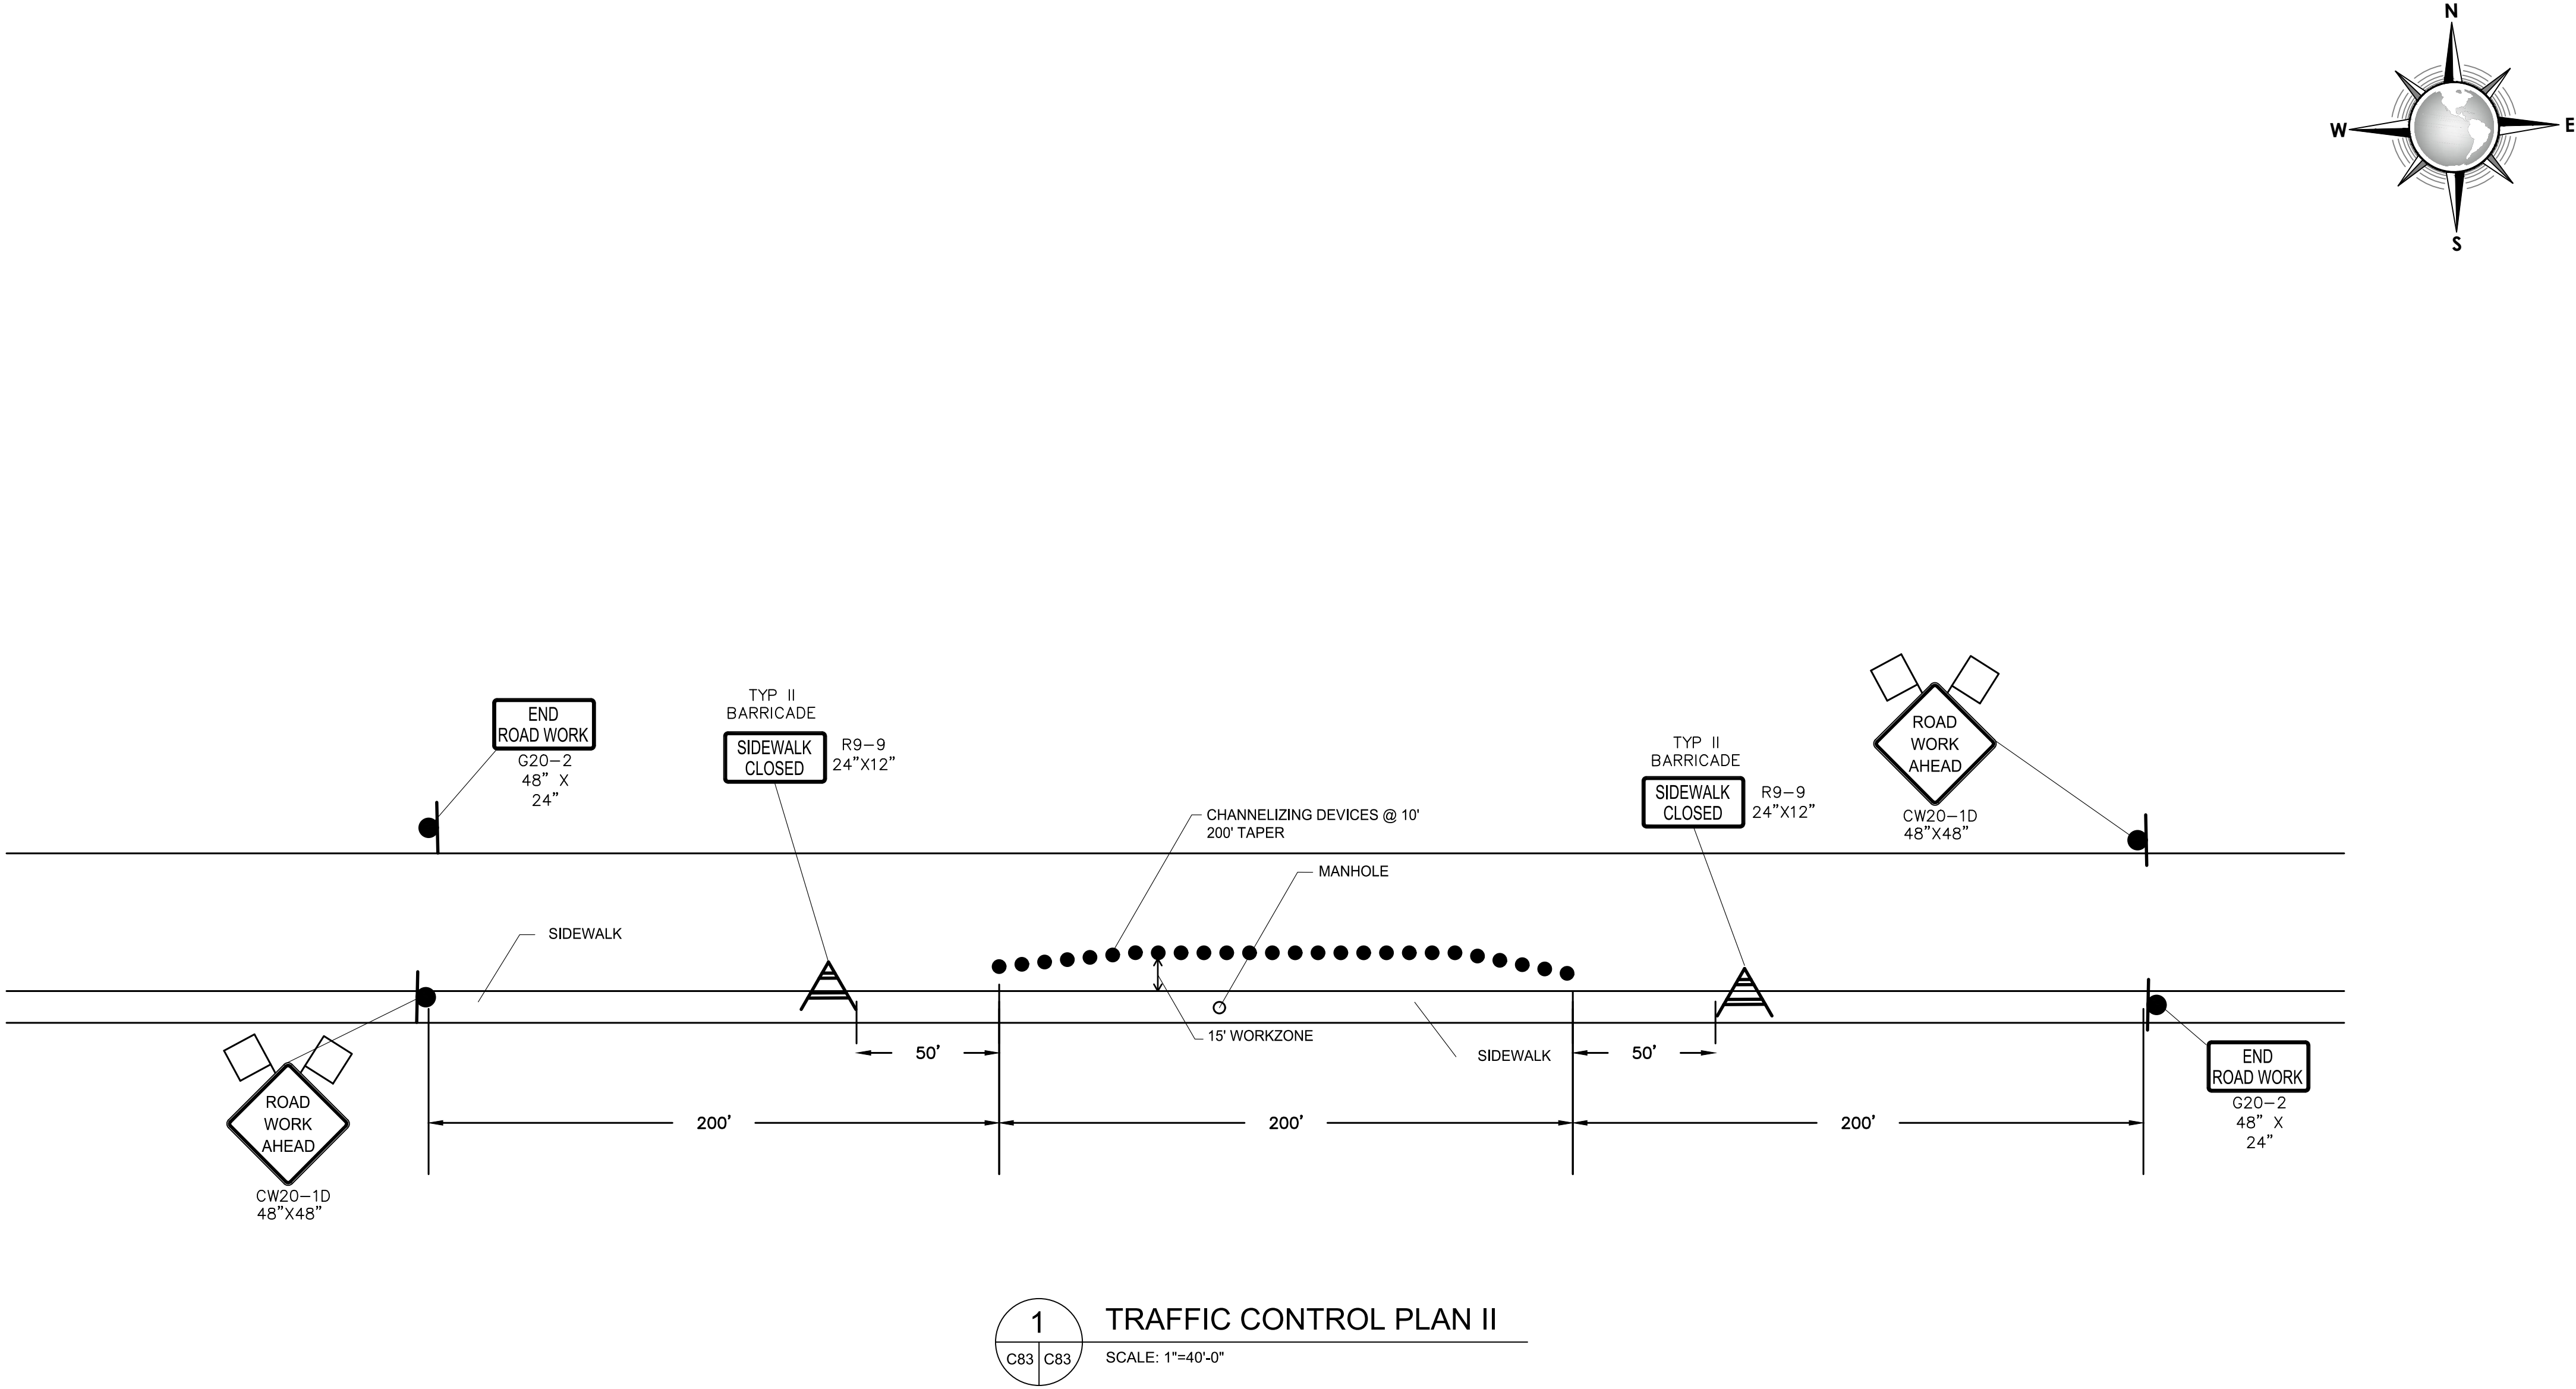 N
W
E
S
END
ROAD WORK
G20-2
48" X
24"
TYP II
BARRICADE
SIDEWALK
CLOSED
R9-9
24"X12"
TYP II
BARRICADE
SIDEWALK
CLOSED
R9-9
24"X12"
ROAD
WORK
AHEAD
CW20-1D
48"X48"
CHANNELIZING DEVICES @ 10'
200' TAPER
MANHOLE
SIDEWALK
15' WORKZONE
SIDEWALK
50'
50'
200'
200'
200'
ROAD
WORK
AHEAD
CW20-1D
48"X48"
END
ROAD WORK
G20-2
48" X
24"
1
C83 C83
TRAFFIC CONTROL PLAN II
SCALE: 1"=40'-0"